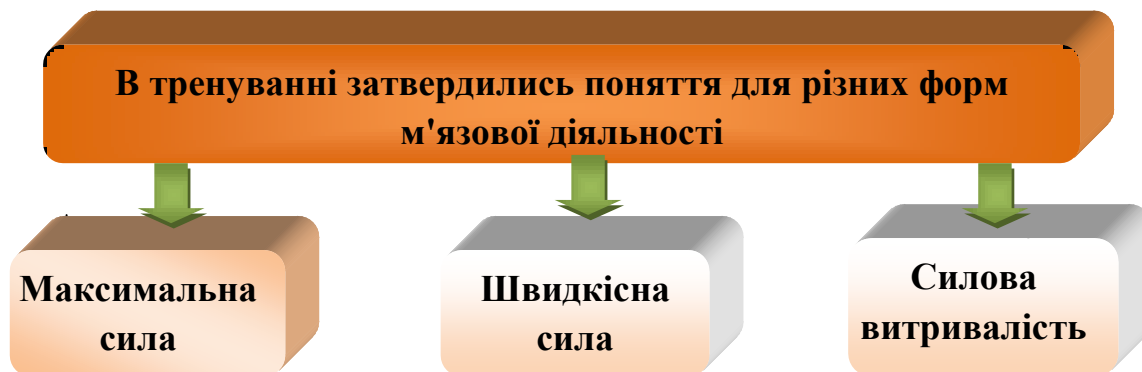 В тренуванні затвердились поняття для різних форм
м'язової діяльності
Максимальна
сила
Швидкісна
сила
Силова
витривалість